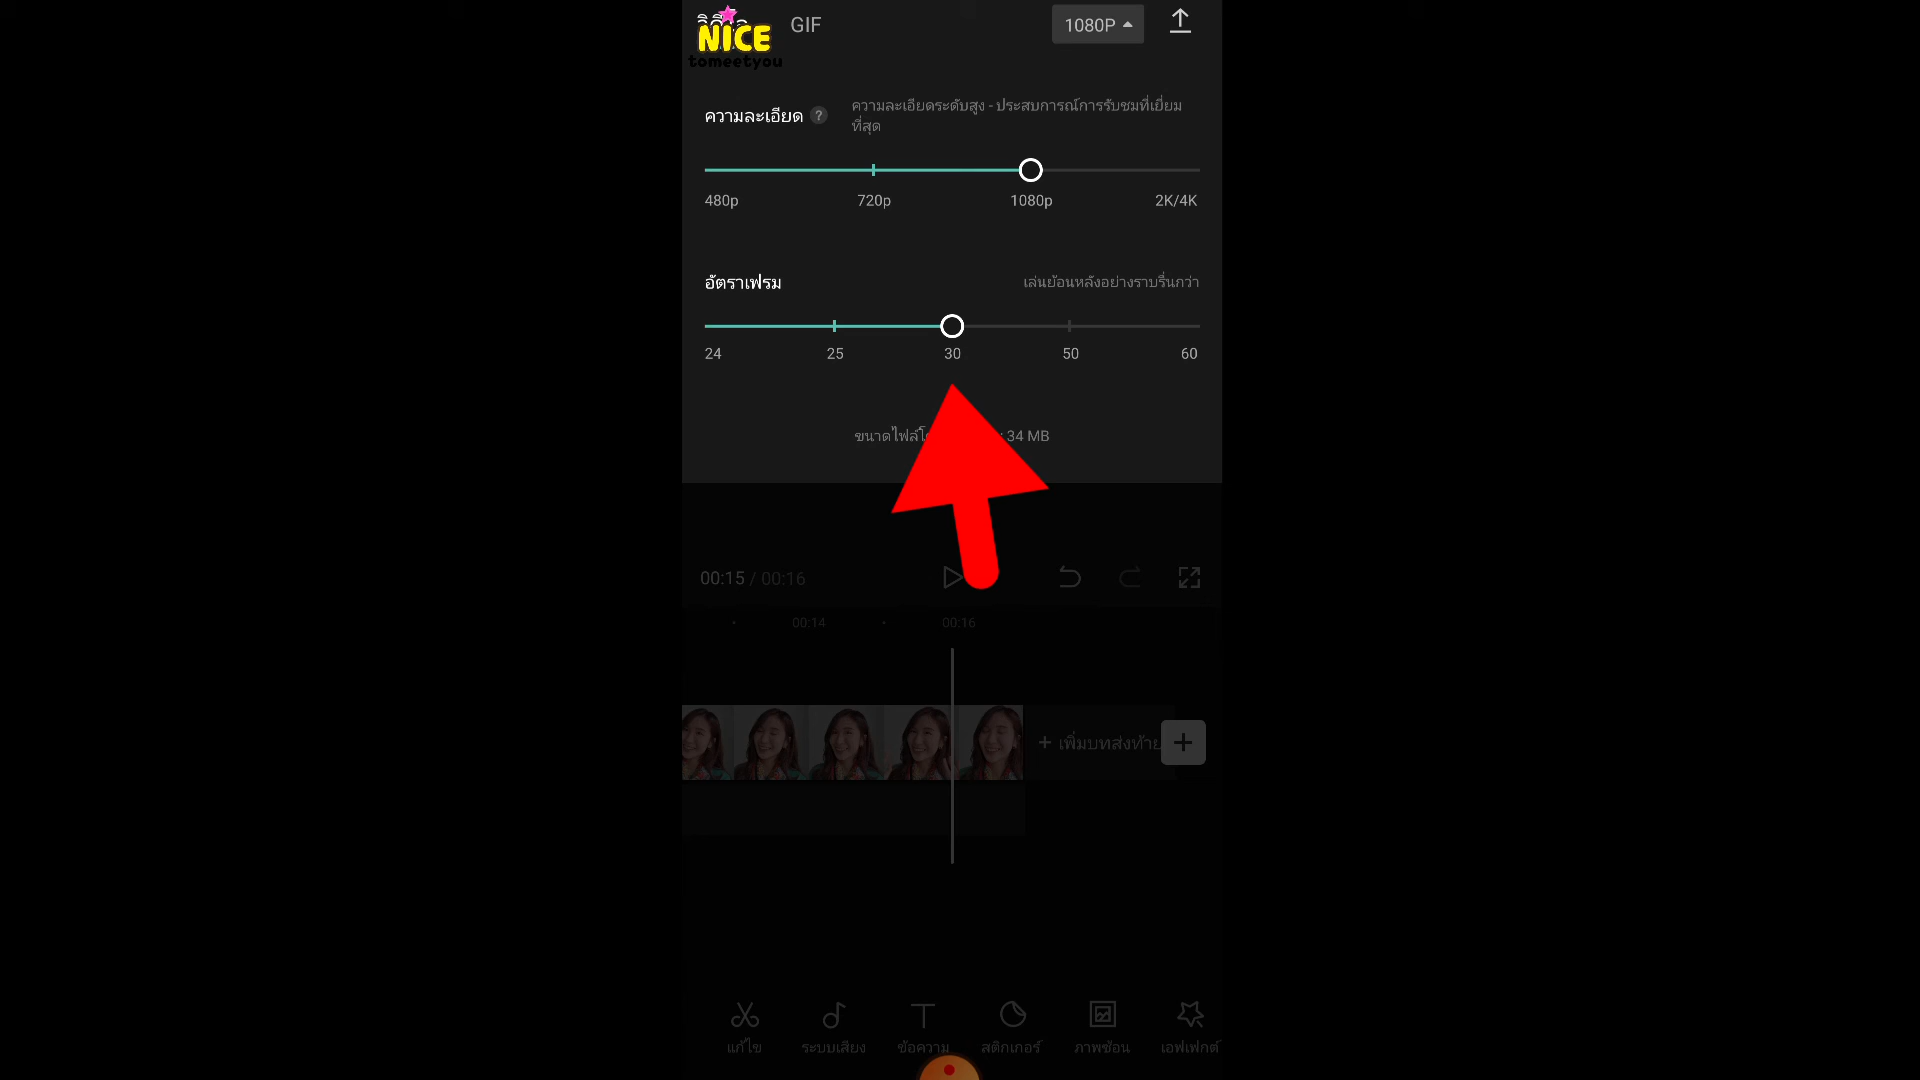 GIF
1080P
NICE
tomeetyou
ความละเอียด ?
ความละเอียดระดับสูง - ประสบการณ์การรับชมที่เยี่ยม
ที่สุด
480p 720p 1080p 2K/4K
อัตราเฟรม
เล่นย้อนหลังอย่างราบรื่นกว่า
24 25 30 50 60
ขนาดไฟล์ 34 MB
00:15 / 00:16
00:14 00:16
+ เพิ่มบทส่งท้าย
แก้ไข ระบบเสียง ข้อความ สติกเกอร์ ภาพซ้อน เอฟเฟกต์